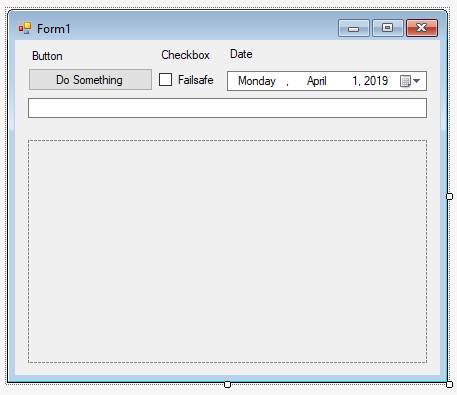 Form1
Button Checkbox Date
Do Something Failsafe Monday , April 1, 2019